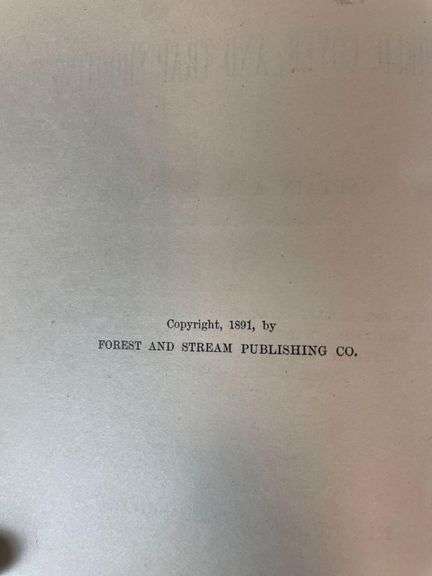 Copyright, 1891, by
FOREST AND STREAM PUBLISHING CO.